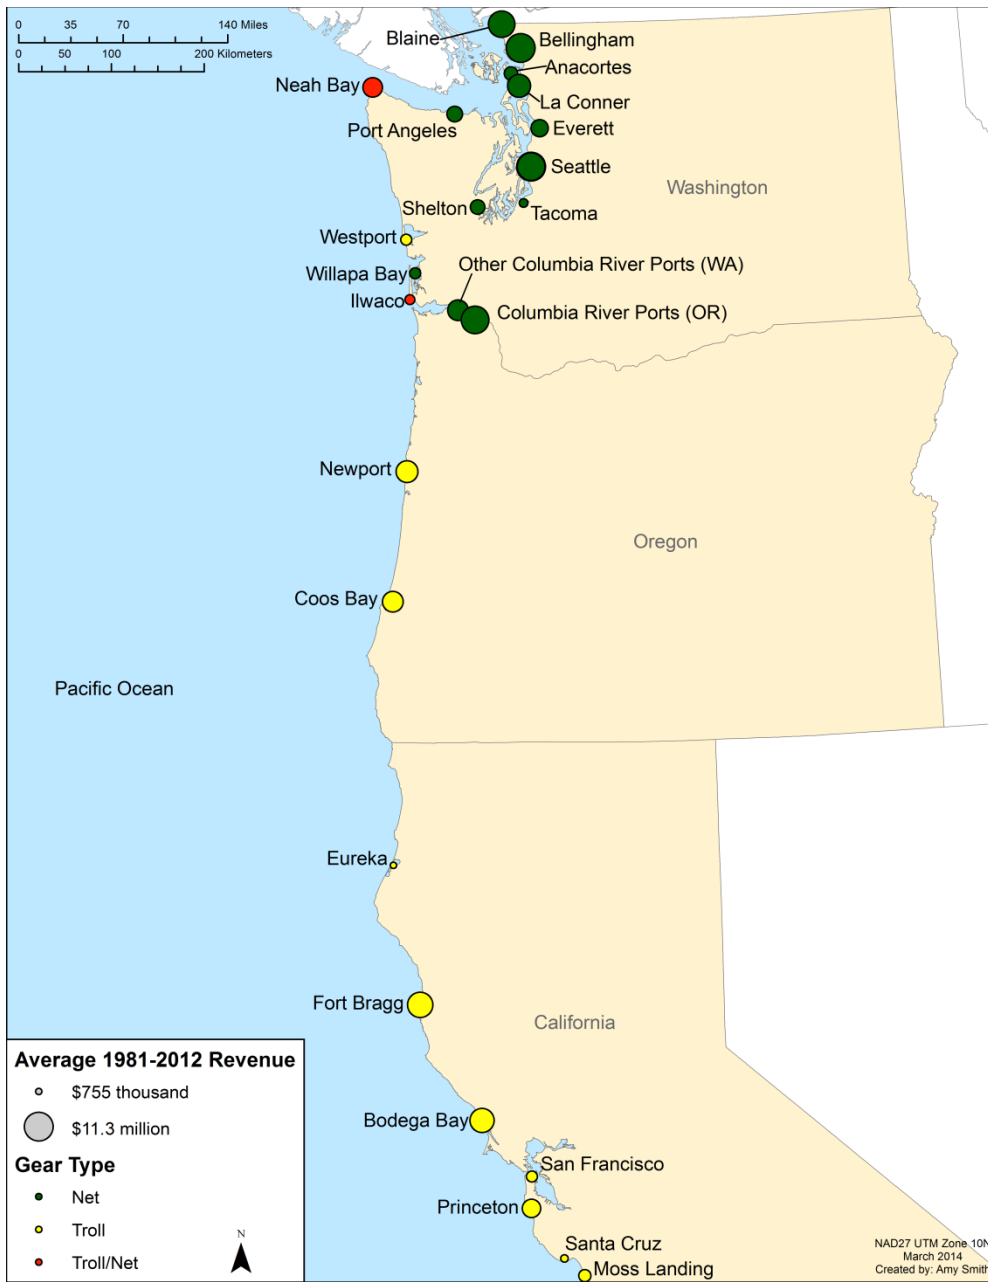 0 35 70 140 Miles
0 50 100 200 Kilometers
Blaine
Bellingham
Anacortes
Neah Bay
La Conner
Port Angeles
Everett
Seattle
Washington
Shelton
Tacoma
Westport
Other Columbia River Ports (WA)
Willapa Bay
Ilwaco
Columbia River Ports (OR)
Newport
Oregon
Coos Bay
Pacific Ocean
Eureka
Fort Bragg
California
Average 1981-2012 Revenue
$755 thousand
$11.3 million
Gear Type
Net
Troll
Troll/Net
N
Bodega Bay
San Francisco
Princeton
Santa Cruz
Moss Landing
NAD27 UTM Zone 10N
March 2014
Created by: Amy Smith